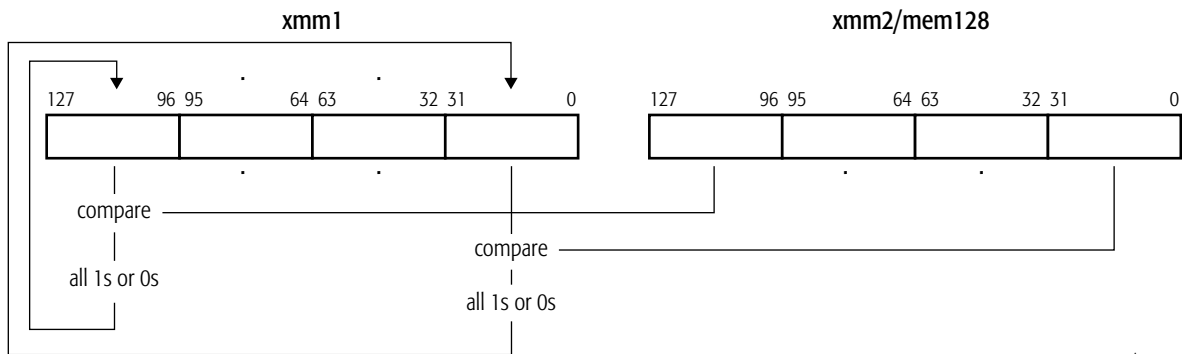 xmm1 xmm2/mem128
. .
127 96 95 64 63 32 31 0 127 96 95 64 63 32 31 0
. . . .
compare
compare
all 1s or 0s
all 1s or 0s